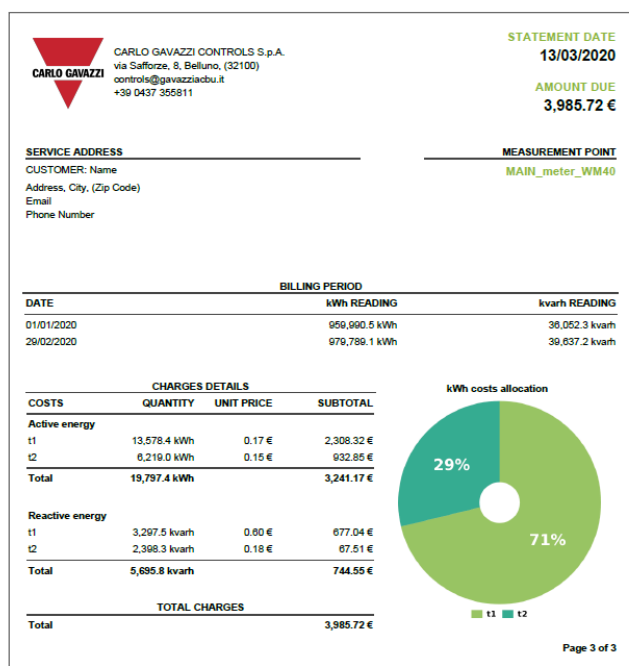 CARLO GAVAZZI
CARLO GAVAZZI CONTROLS S.p.A.
via Safforze, 8, Belluno, (32100)
controls@gavazziacbu.it
+39 0437 355811
STATEMENT DATE
13/03/2020
AMOUNT DUE
3,985.72 €
SERVICE ADDRESS
CUSTOMER: Name
Address, City, (Zip Code)
Email
Phone Number
MEASUREMENT POINT
MAIN_meter_WM40
BILLING PERIOD
DATE kWh READING kvarh READING
01/01/2020 959,990.5 kWh 36,052.3 kvarh
29/02/2020 979,789.1 kWh 39,637.2 kvarh
CHARGES DETAILS
COSTS QUANTITY UNIT PRICE SUBTOTAL
Active energy
t1 13,578.4 kWh 0.17 € 2,308.32 €
t2 6,219.0 kWh 0.15 € 932.85 €
Total 19,797.4 kWh 3,241.17 €
Reactive energy
t1 3,297.5 kvarh 0.60 € 677.04 €
t2 2,398.3 kvarh 0.18 € 67.51 €
Total 5,695.8 kvarh 744.55 €
TOTAL CHARGES
Total 3,985.72 €
kWh costs allocation
29%
71%
t1 t2
Page 3 of 3